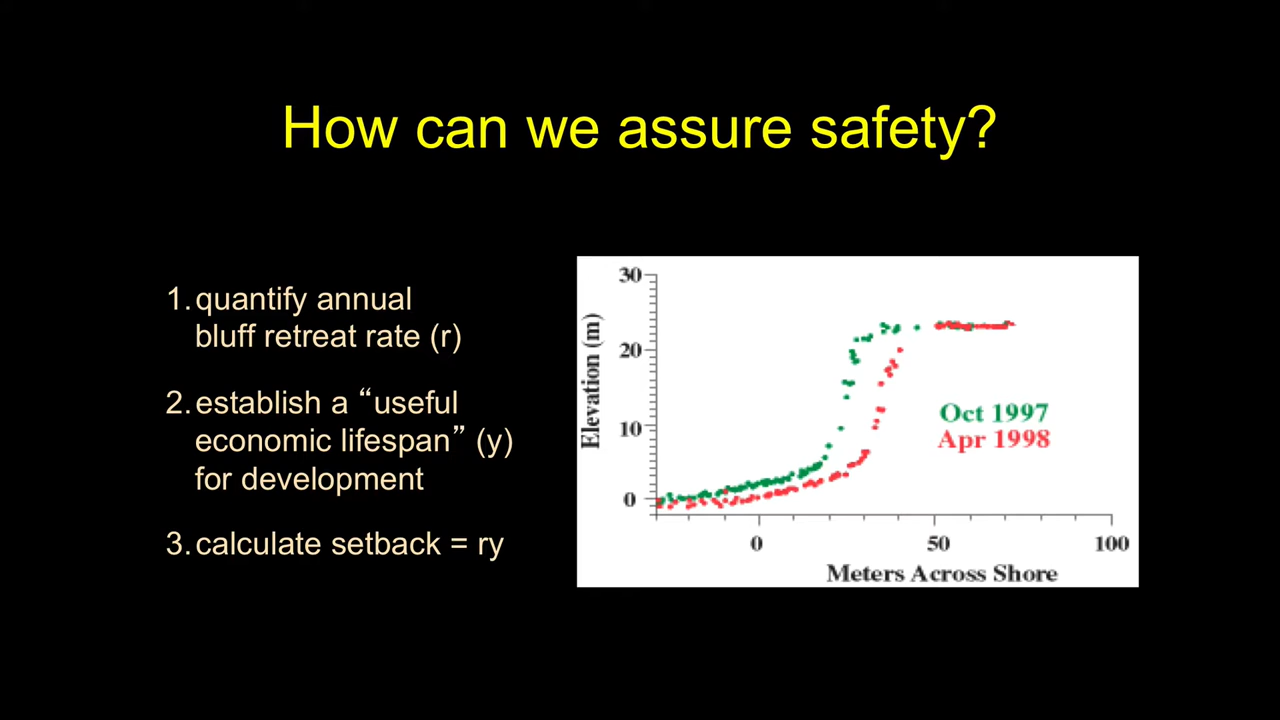 How can we assure safety?
1. quantify annual
bluff retreat rate (r)
2. establish a “useful
economic lifespan” (y)
for development
3. calculate setback = ry
30
20
10
0
Elevation (m)
Oct 1997
Apr 1998
0 50 100
Meters Across Shore